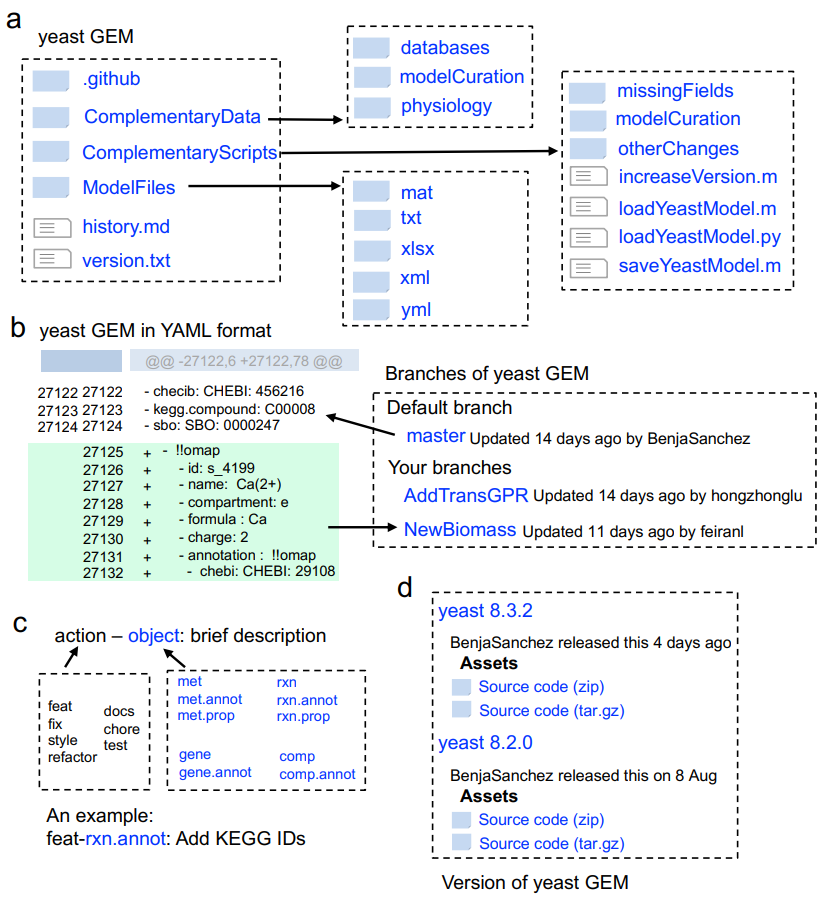 a
yeast GEM
.github
ComplementaryData
ComplementaryScripts
ModelFiles
history.md
version.txt
databases
modelCuration
physiology
mat
txt
xlsx
xml
yml
missingFields
modelCuration
otherChanges
increaseVersion.m
loadYeastModel.m
loadYeastModel.py
saveYeastModel.m
b
yeast GEM in YAML format
@@ -27122,6 +27122,78 @@
27122 27122 - checib: CHEBI: 456216
27123 27123 - kegg.compound: C00008
27124 27124 - sbo: SBO: 0000247
27125 + - !!omap
27126 + - id: s_4199
27127 + - name: Ca(2+)
27128 + - compartment: e
27129 + - formula : Ca
27130 + - charge: 2
27131 + - annotation : !!omap
27132 + - chebi: CHEBI: 29108
Branches of yeast GEM
Default branch
master Updated 14 days ago by BenjaSanchez
Your branches
AddTransGPR Updated 14 days ago by hongzhonglu
NewBiomass Updated 11 days ago by feiranl
c
action – object: brief description
feat
fix
style
refactor
docs
chore
test
met rxn
met.annot rxn.annot
met.prop rxn.prop
gene comp
gene.annot comp.annot
An example:
feat-rxn.annot: Add KEGG IDs
d
yeast 8.3.2
BenjaSanchez released this 4 days ago
Assets
Source code (zip)
Source code (tar.gz)
yeast 8.2.0
BenjaSanchez released this on 8 Aug
Assets
Source code (zip)
Source code (tar.gz)
Version of yeast GEM